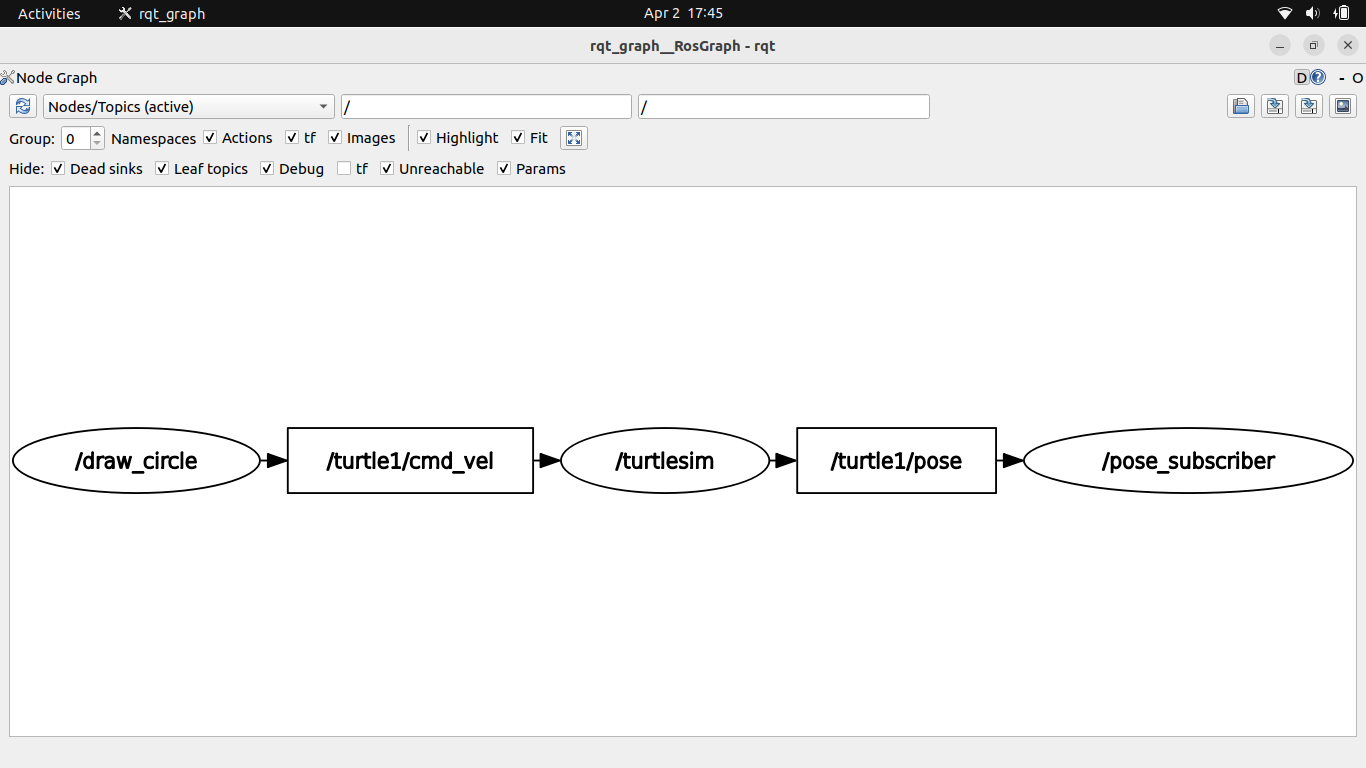 Activities rqt_graph Apr 2 17:45
rqt_graph__RosGraph - rqt
Node Graph D ? - O
Nodes/Topics (active) / /
Group: 0 Namespaces Actions tf Images Highlight Fit
Hide: Dead sinks Leaf topics Debug tf Unreachable Params
/draw_circle /turtle1/cmd_vel /turtlesim /turtle1/pose /pose_subscriber